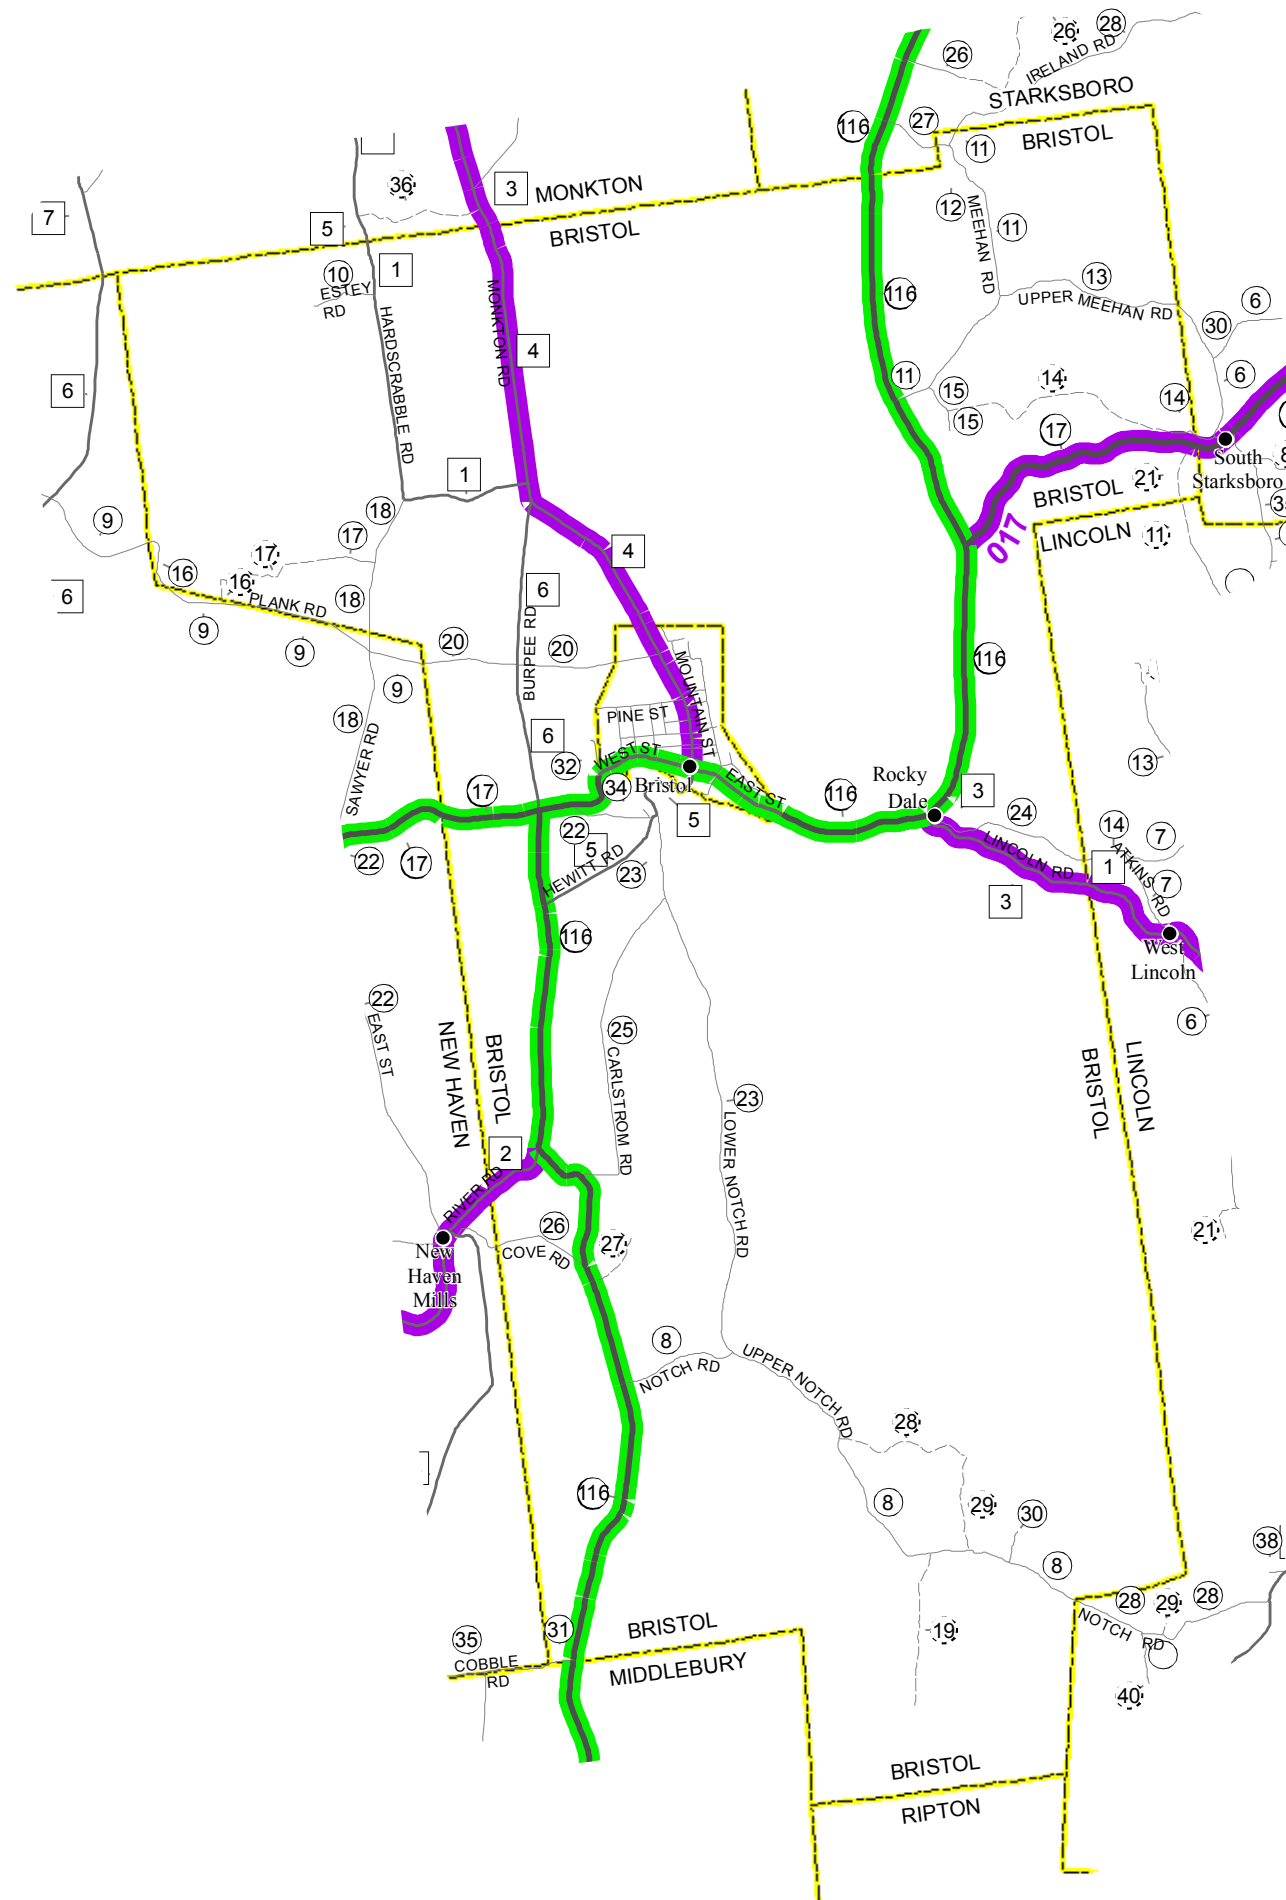 26
28
26
IRELAND RD
STARKSBORO
116
27
BRISTOL
11
36
3
MONKTON
12
MEEHAN RD
11
7
5
BRISTOL
10
1
ESTEY
RD
13
116
UPPER MEEHAN RD
6
30
HARDSCRABBLE RD
MONKTON RD
4
6
11
15
14
6
14
15
17
South
Starksboro
8
1
BRISTOL
21
3
18
9
17
017
LINCOLN
11
17
4
16
16
6
PLANK RD
18
6
BURPEE RD
9
9
20
20
116
MOUNTAIN ST
9
18
PINE ST
SAWYER RD
6
WEST ST
32
13
Rocky
Dale
EAST ST
17
34
Bristol
116
3
5
24
22
14
7
22
17
5
HEWITT RD
23
LINCOLN RD
1
ATKINS RD
7
3
116
West
Lincoln
22
EAST ST
6
25
NEW HAVEN
BRISTOL
CARLSTROM RD
BRISTOL
LINCOLN
23
LOWER NOTCH RD
2
RIVER RD
26
27
21
New
Haven
Mills
COVE RD
8
NOTCH RD
UPPER NOTCH RD
28
116
8
29
30
38
8
28
29
28
31
BRISTOL
35
19
NOTCH RD
COBBLE
RD
MIDDLEBURY
40
BRISTOL
RIPTON